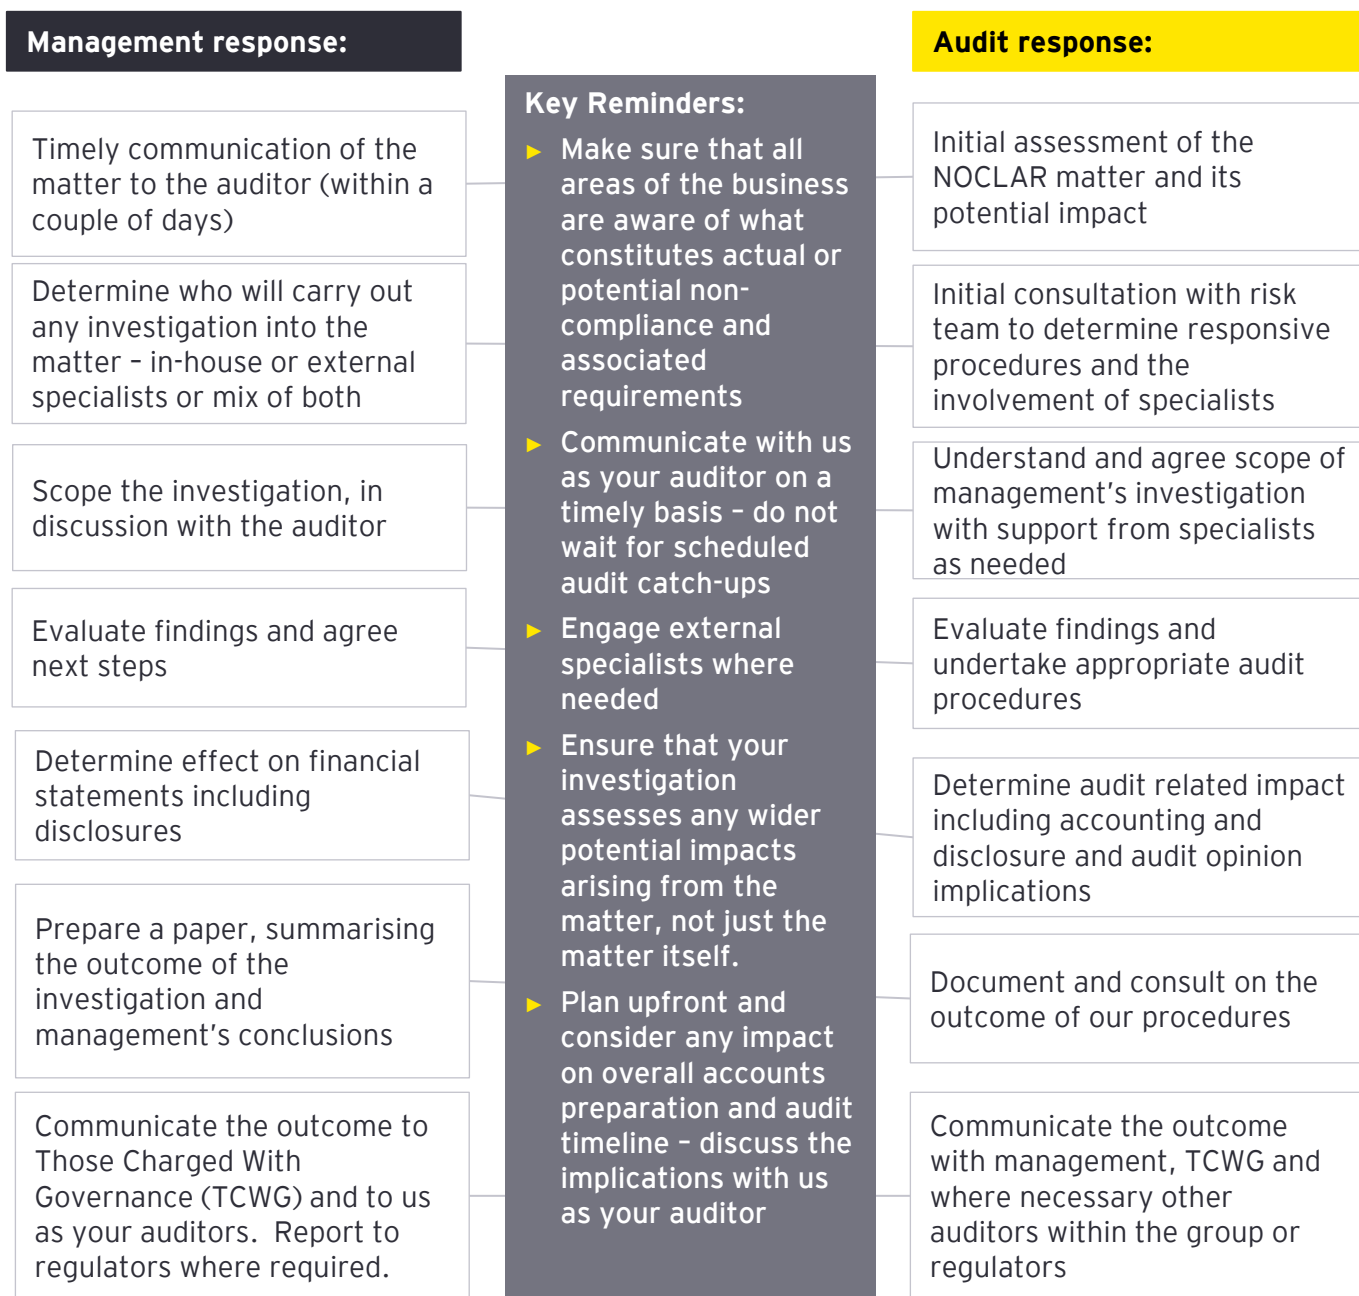 Management response:
Timely communication of the
matter to the auditor (within a
couple of days)
Determine who will carry out
any investigation into the
matter – in-house or external
specialists or mix of both
Scope the investigation, in
discussion with the auditor
Evaluate findings and agree
next steps
Determine effect on financial
statements including
disclosures
Prepare a paper, summarising
the outcome of the
investigation and
management's conclusions
Communicate the outcome to
Those Charged With
Governance (TCWG) and to us
as your auditors.  Report to
regulators where required.
Key Reminders:
► Make sure that all
areas of the business
are aware of what
constitutes actual or
potential non-
compliance and
associated
requirements
► Communicate with us
as your auditor on a
timely basis – do not
wait for scheduled
audit catch-ups
► Engage external
specialists where
needed
► Ensure that your
investigation
assesses any wider
potential impacts
arising from the
matter, not just the
matter itself.
► Plan upfront and
consider any impact
on overall accounts
preparation and audit
timeline – discuss the
implications with us
as your auditor
Audit response:
Initial assessment of the
NOCLAR matter and its
potential impact
Initial consultation with risk
team to determine responsive
procedures and the
involvement of specialists
Understand and agree scope of
management's investigation
with support from specialists
as needed
Evaluate findings and
undertake appropriate audit
procedures
Determine audit related impact
including accounting and
disclosure and audit opinion
implications
Document and consult on the
outcome of our procedures
Communicate the outcome
with management, TCWG and
where necessary other
auditors within the group or
regulators